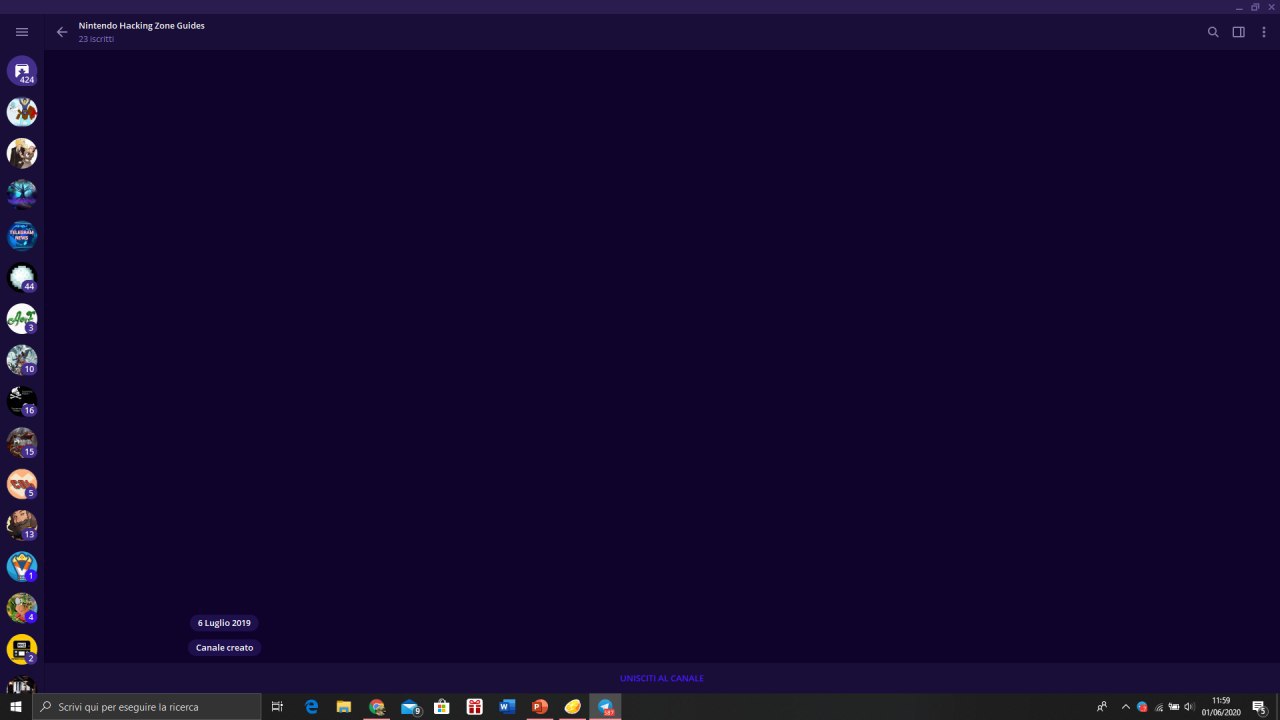 Nintendo Hacking Zone Guides
23 iscritti
424
TELEGRAM
NEWS
44
3
10
16
15
5
13
1
4
2
6 Luglio 2019
Canale creato
UNISCITI AL CANALE
Scrivi qui per eseguire la ricerca
9
587
11:59
01/06/2020